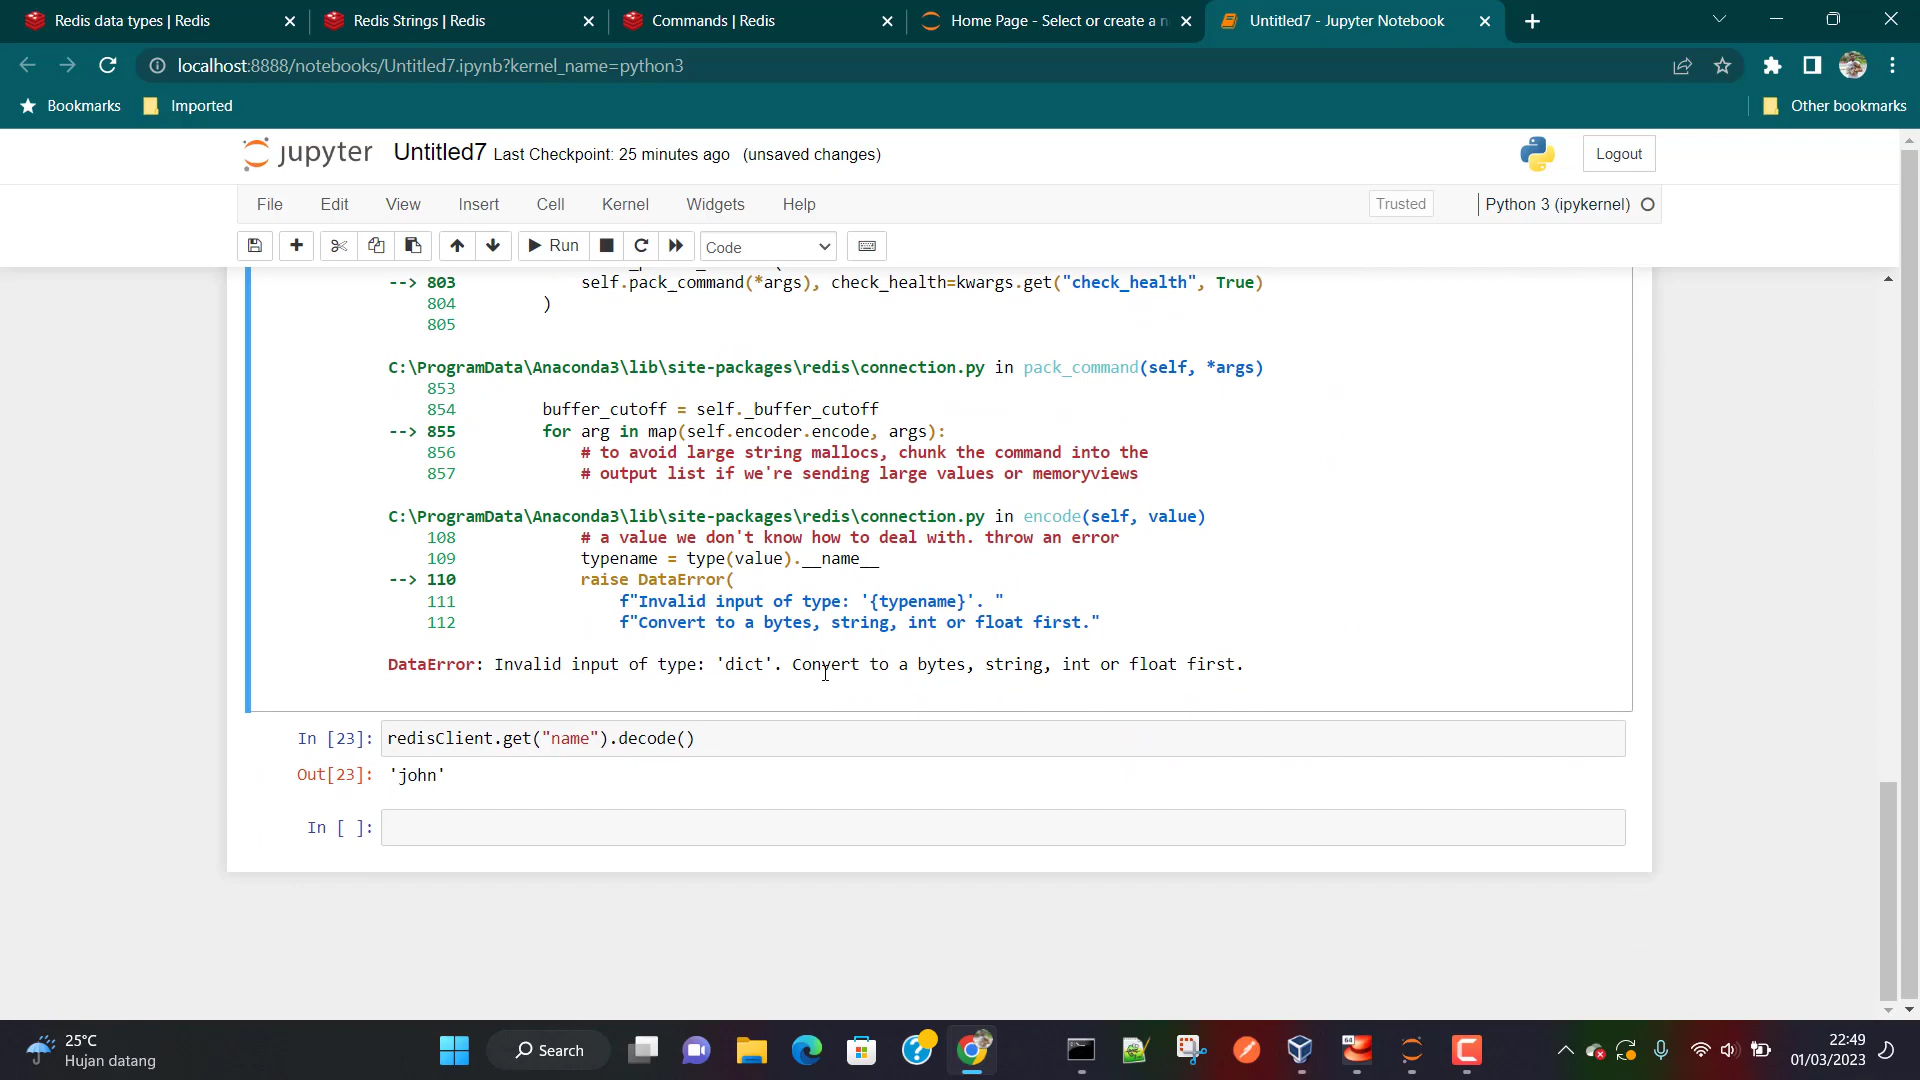 Redis data types | Redis
Redis Strings | Redis
Commands | Redis
Home Page - Select or create a n
Untitled7 - Jupyter Notebook
localhost:8888/notebooks/Untitled7.ipynb?kernel_name=python3
Bookmarks Imported Other bookmarks
jupyter Untitled7 Last Checkpoint: 25 minutes ago (unsaved changes) Logout
File Edit View Insert Cell Kernel Widgets Help Trusted Python 3 (ipykernel)
Run Code
--> 803 self.pack_command(*args), check_health=kwargs.get("check_health", True)
804 )
805
C:\ProgramData\Anaconda3\lib\site-packages\redis\connection.py in pack_command(self, *args)
853
854 buffer_cutoff = self._buffer_cutoff
--> 855 for arg in map(self.encoder.encode, args):
856 # to avoid large string mallocs, chunk the command into the
857 # output list if we're sending large values or memoryviews
C:\ProgramData\Anaconda3\lib\site-packages\redis\connection.py in encode(self, value)
108 # a value we don't know how to deal with. throw an error
109 typename = type(value).__name__
--> 110 raise DataError(
111 f"Invalid input of type: '{typename}'. "
112 f"Convert to a bytes, string, int or float first."
DataError: Invalid input of type: 'dict'. Convert to a bytes, string, int or float first.
In [23]: redisClient.get("name").decode()
Out[23]: 'john'
In [ ]:
25°C
Hujan datang
Search
64
22:49
01/03/2023